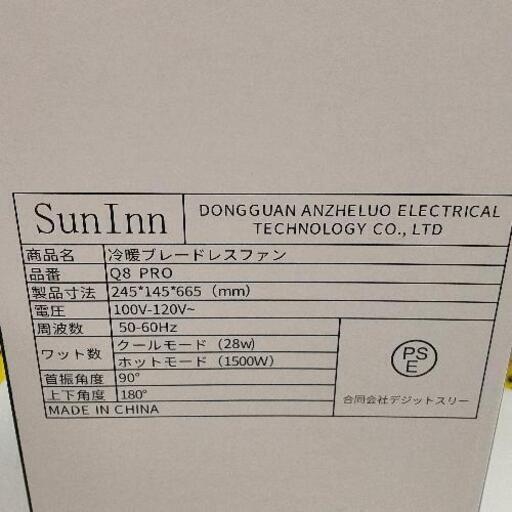 SunInn
DONGGUAN ANZHELUO ELECTRICAL
TECHNOLOGY CO., LTD
商品名 冷暖ブレードレスファン
品番 Q8 PRO
製品寸法 245*145*665（mm）
電圧 100V-120V~
周波数 50-60Hz
ワット数 クールモード（28w)
ホットモード（1500W）
首振角度 90°
上下角度 180°
MADE IN CHINA
PS
E
合同会社デジットスリー